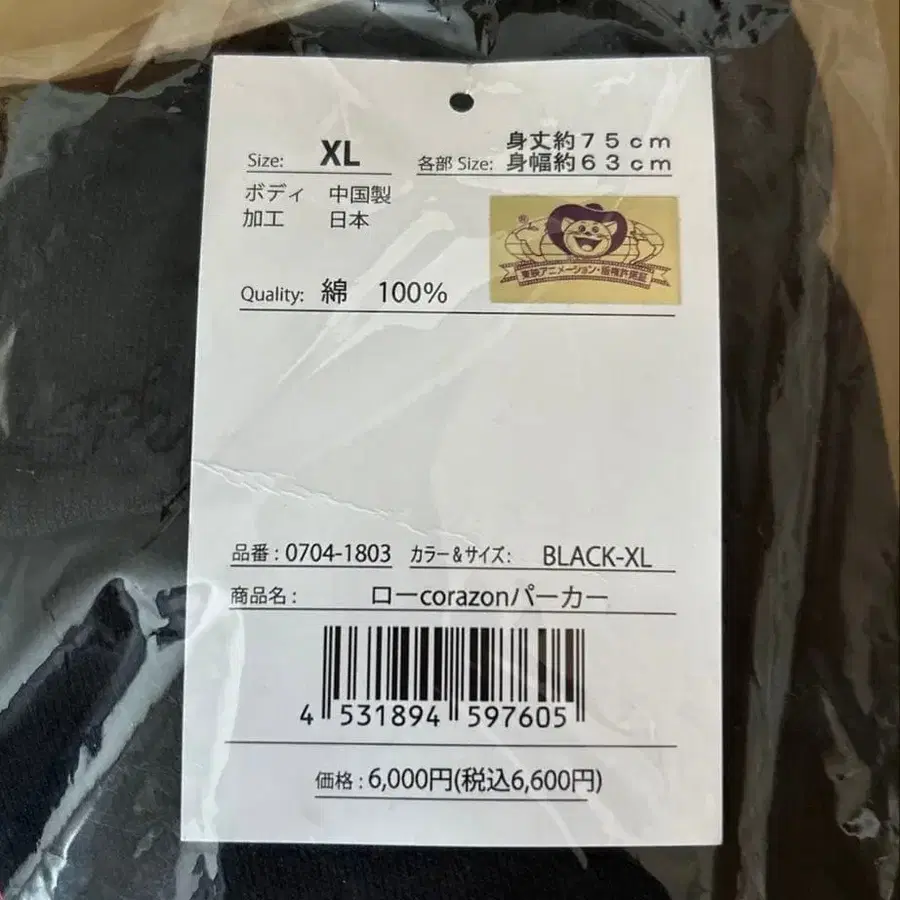 Size: XL 各部 Size: 身丈約75cm
身幅約63cm
ボディ 中国製
加工 日本
®
東映アニメーション・版権許諾証
Quality: 綿 100%
品番:0704-1803 カラー&サイズ: BLACK-XL
商品名: ローcorazonパーカー
4 531894 597605
価格:6,000円(税込6,600円)